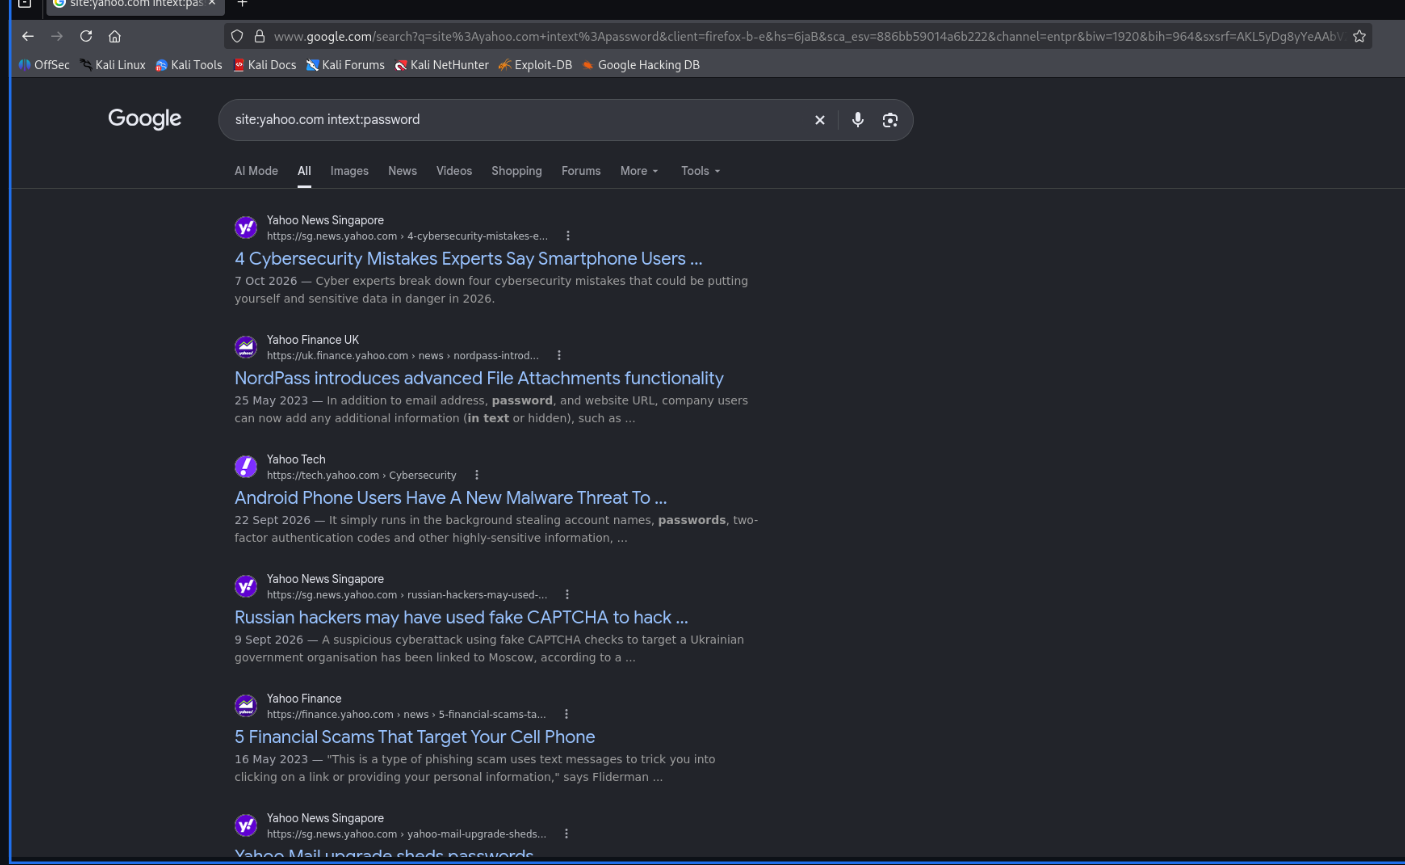 site:yahoo.com intext:pas
www.google.com/search?q=site%3Ayahoo.com+intext%3Apassword&client=firefox-b-e&hs=6jaB&sca_esv=886bb59014a6b222&channel=entpr&biw=1920&bih=964&sxsrf=AKL5yDg8yYeAAbV
OffSec Kali Linux Kali Tools Kali Docs Kali Forums Kali NetHunter Exploit-DB Google Hacking DB
Google site:yahoo.com intext:password
AI Mode All Images News Videos Shopping Forums More Tools
Yahoo News Singapore
https://sg.news.yahoo.com › 4-cybersecurity-mistakes-e...
4 Cybersecurity Mistakes Experts Say Smartphone Users ...
7 Oct 2026 — Cyber experts break down four cybersecurity mistakes that could be putting
yourself and sensitive data in danger in 2026.
Yahoo Finance UK
https://uk.finance.yahoo.com › news › nordpass-introd...
NordPass introduces advanced File Attachments functionality
25 May 2023 — In addition to email address, password, and website URL, company users
can now add any additional information (in text or hidden), such as ...
Yahoo Tech
https://tech.yahoo.com › Cybersecurity
Android Phone Users Have A New Malware Threat To ...
22 Sept 2026 — It simply runs in the background stealing account names, passwords, two-
factor authentication codes and other highly-sensitive information, ...
Yahoo News Singapore
https://sg.news.yahoo.com › russian-hackers-may-used-...
Russian hackers may have used fake CAPTCHA to hack ...
9 Sept 2026 — A suspicious cyberattack using fake CAPTCHA checks to target a Ukrainian
government organisation has been linked to Moscow, according to a ...
Yahoo Finance
https://finance.yahoo.com › news › 5-financial-scams-ta...
5 Financial Scams That Target Your Cell Phone
16 May 2023 — "This is a type of phishing scam uses text messages to trick you into
clicking on a link or providing your personal information," says Fliderman ...
Yahoo News Singapore
https://sg.news.yahoo.com › yahoo-mail-upgrade-sheds...
Yahoo Mail upgrade sheds passwords